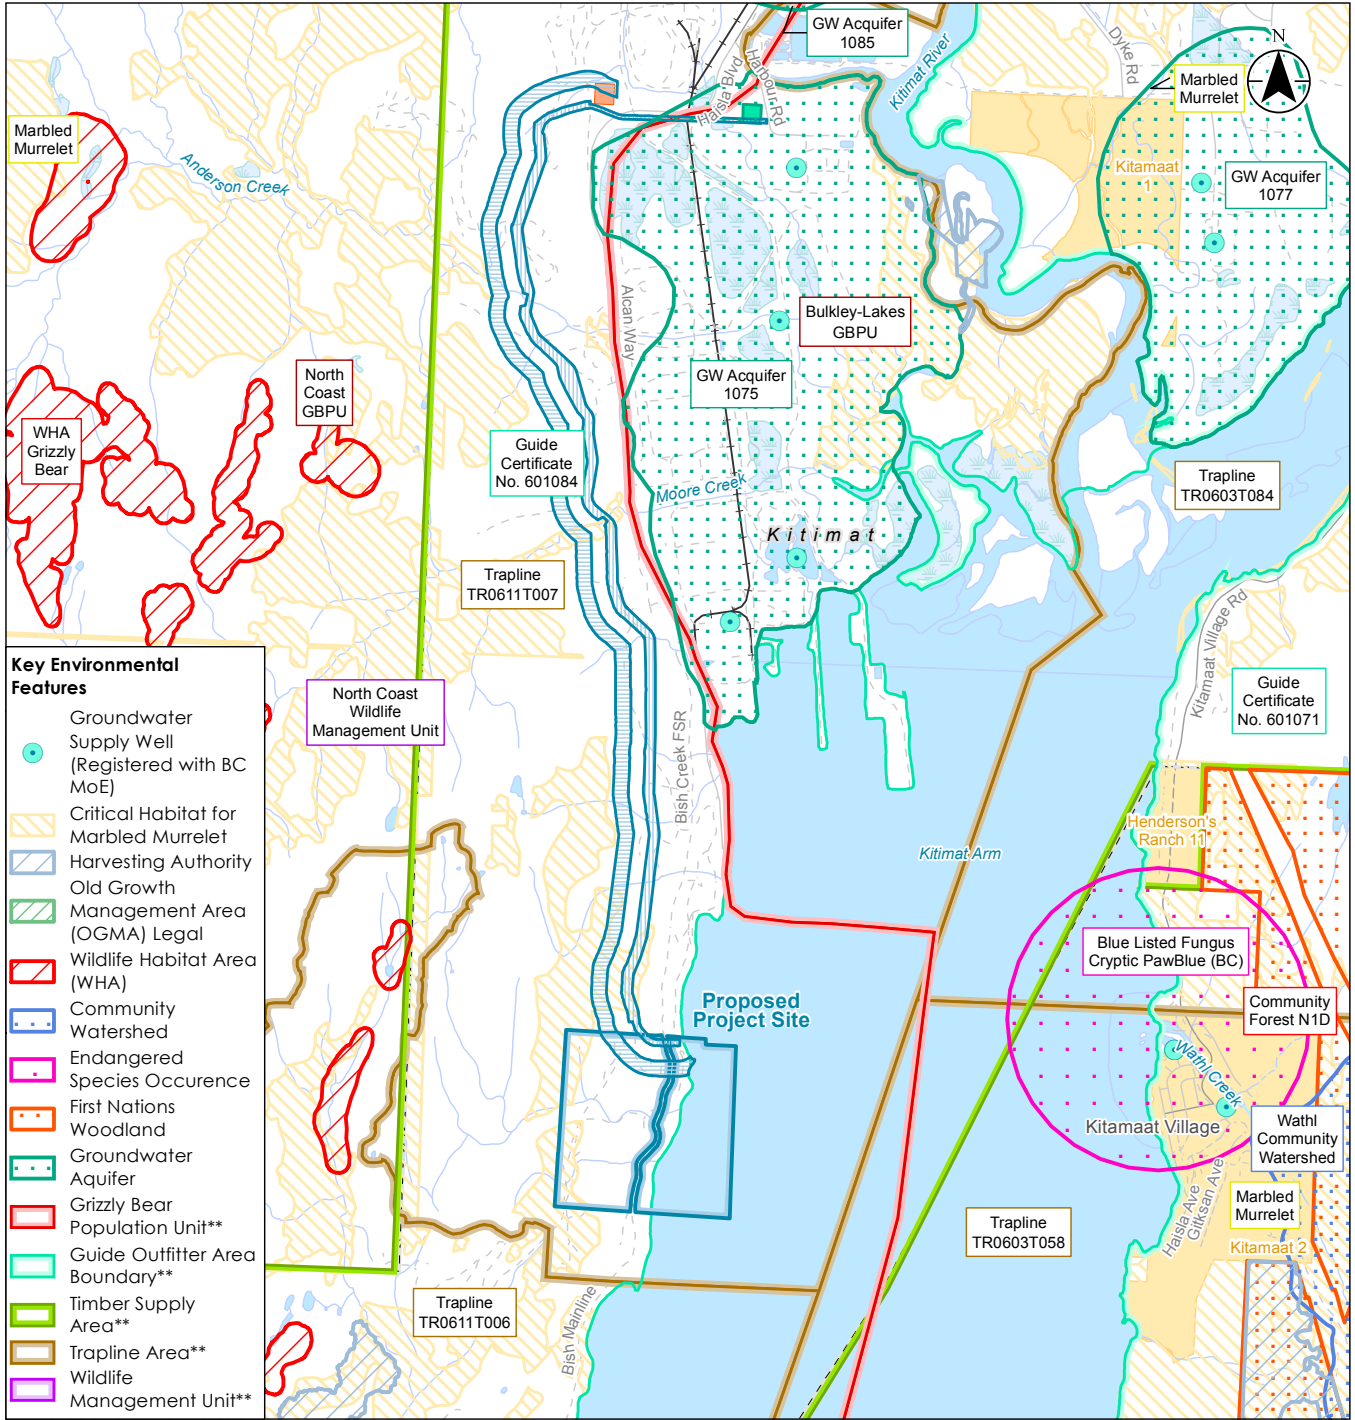 GW Acquifer
1085
Kitimat River
Dyke Rd
N
Marbled
Murrelet
Haisla Blvd
Harbour Rd
Marbled
Murrelet
Anderson Creek
Kitamaat
1
GW Acquifer
1077
Alcan Way
Bulkley-Lakes
GBPU
North
Coast
GBPU
GW Acquifer
1075
WHA
Grizzly
Bear
Guide
Certificate
No. 601084
Moore Creek
Trapline
TR0603T084
Kitimat
Trapline
TR0611T007
Kitamaat Village Rd
Guide
Certificate
No. 601071
North Coast
Wildlife
Management Unit
Bish Creek FSR
Henderson's
Ranch 11
Kitimat Arm
Blue Listed Fungus
Cryptic PawBlue (BC)
Proposed
Project Site
Community
Forest N1D
Wathl Creek
Kitamaat Village
Wathl
Community
Watershed
Haisla Ave
Gitksan Ave
Marbled
Murrelet
Kitamaat 2
Trapline
TR0603T058
Trapline
TR0611T006
Bish Mainline
Key Environmental
Features
Groundwater
Supply Well
(Registered with BC
MoE)
Critical Habitat for
Marbled Murrelet
Harvesting Authority
Old Growth
Management Area
(OGMA) Legal
Wildlife Habitat Area
(WHA)
Community
Watershed
Endangered
Species Occurence
First Nations
Woodland
Groundwater
Aquifer
Grizzly Bear
Population Unit**
Guide Outfitter Area
Boundary**
Timber Supply
Area**
Trapline Area**
Wildlife
Management Unit**